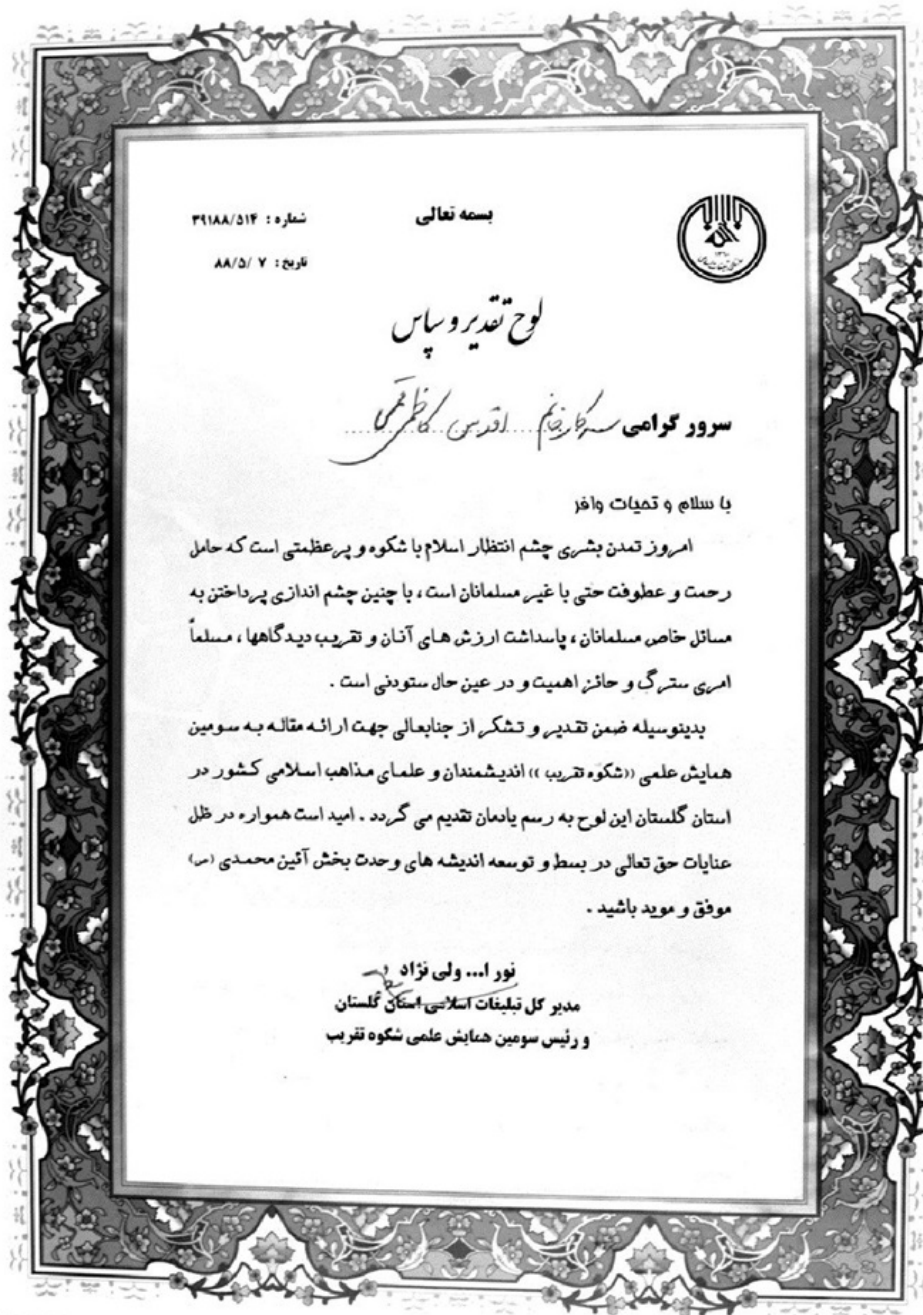 بسمه تعالی
شماره : ۳۹۱۸۸/۵۱۴
تاریخ : ۸۸/۵/ ۷
لوح تقدیر و سپاس
سرور گرامی سرکار خانم اقدس کاظمی قمی
با سلام و تحیات وافر
امروز تمدن بشری چشم انتظار اسلام با شکوه و پرعظمتی است که حامل
رحمت و عطوفت حتی با غیر مسلمانان است ، با چنین چشم اندازی پرداختن به
مسائل خاص مسلمانان ، پاسداشت ارزش های آنان و تقریب دیدگاهها ، مسلماً
امری سترگ و حائز اهمیت و در عین حال ستودنی است .
بدینوسیله ضمن تقدیر و تشکر از جنابعالی جهت ارائه مقاله به سومین
همایش علمی ((شکوه تقریب )) اندیشمندان و علمای مذاهب اسلامی کشور در
استان گلستان این لوح به رسم یادمان تقدیم می گردد . امید است همواره در ظل
عنایات حق تعالی در بسط و توسعه اندیشه های وحدت بخش آئین محمدی (ص)
موفق و موید باشید .
نور ا... ولی نژاد
مدیر کل تبلیغات اسلامی استان گلستان
و رئیس سومین همایش علمی شکوه تقریب